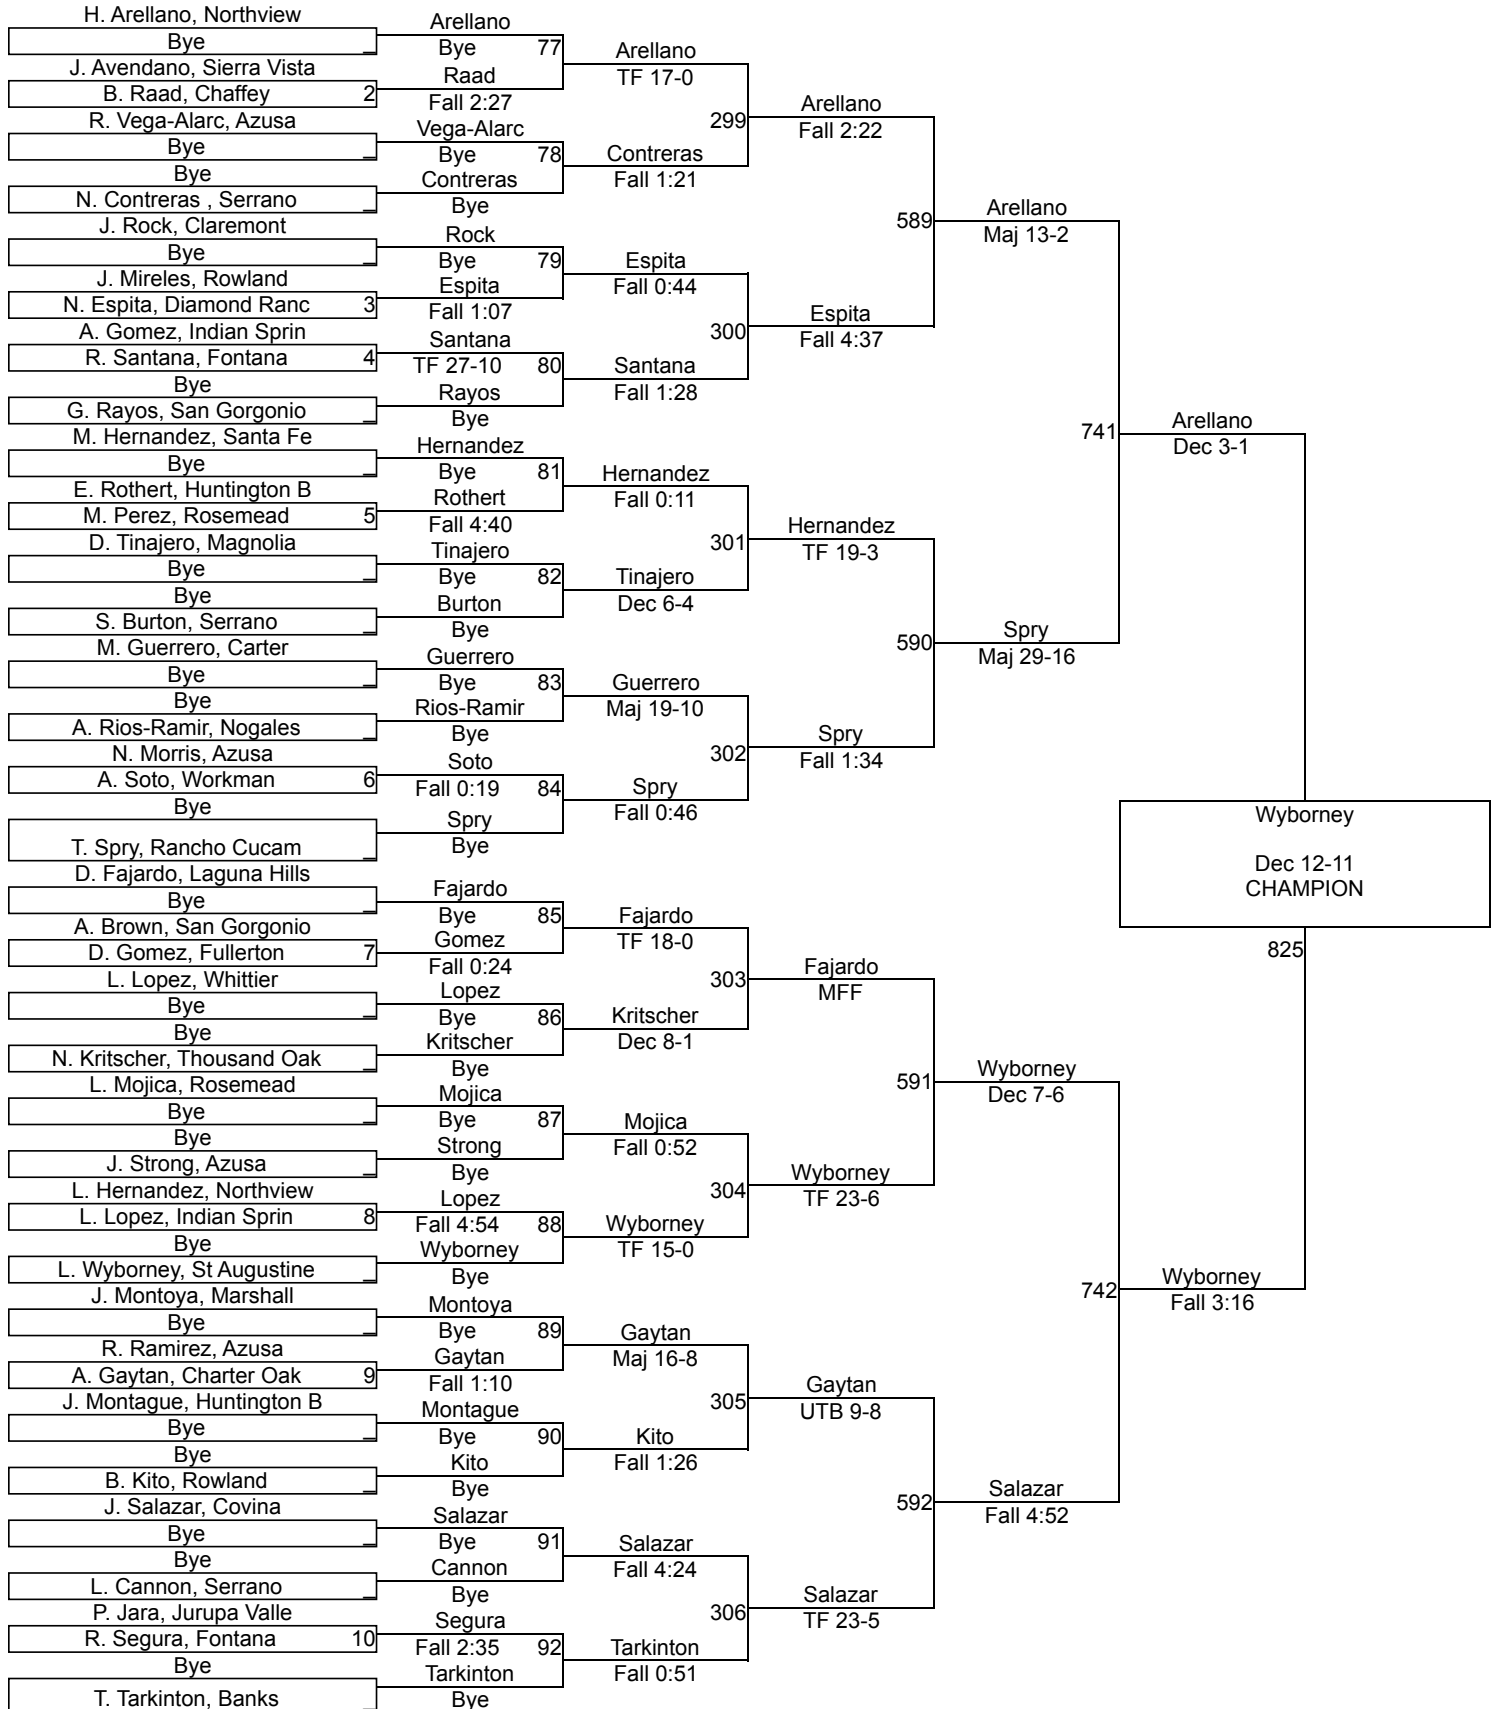 H. Arellano, Northview
Bye _
J. Avendano, Sierra Vista
B. Raad, Chaffey 2
R. Vega-Alarc, Azusa
Bye _
Bye
N. Contreras , Serrano _
J. Rock, Claremont
Bye _
J. Mireles, Rowland
N. Espita, Diamond Ranc 3
A. Gomez, Indian Sprin
R. Santana, Fontana 4
Bye
G. Rayos, San Gorgonio _
M. Hernandez, Santa Fe
Bye _
E. Rothert, Huntington B
M. Perez, Rosemead 5
D. Tinajero, Magnolia
Bye _
Bye
S. Burton, Serrano _
M. Guerrero, Carter
Bye _
Bye
A. Rios-Ramir, Nogales _
N. Morris, Azusa
A. Soto, Workman 6
Bye
T. Spry, Rancho Cucam _
D. Fajardo, Laguna Hills
Bye _
A. Brown, San Gorgonio
D. Gomez, Fullerton 7
L. Lopez, Whittier
Bye _
Bye
N. Kritscher, Thousand Oak _
L. Mojica, Rosemead
Bye _
Bye
J. Strong, Azusa _
L. Hernandez, Northview
L. Lopez, Indian Sprin 8
Bye
L. Wyborney, St Augustine _
J. Montoya, Marshall
Bye _
R. Ramirez, Azusa
A. Gaytan, Charter Oak 9
J. Montague, Huntington B
Bye _
Bye
B. Kito, Rowland _
J. Salazar, Covina
Bye _
Bye
L. Cannon, Serrano _
P. Jara, Jurupa Valle
R. Segura, Fontana 10
Bye
T. Tarkinton, Banks _
Arellano
Bye 77
Raad
Fall 2:27
Vega-Alarc
Bye 78
Contreras
Bye
Rock
Bye 79
Espita
Fall 1:07
Santana
TF 27-10 80
Rayos
Bye
Hernandez
Bye 81
Rothert
Fall 4:40
Tinajero
Bye 82
Burton
Bye
Guerrero
Bye 83
Rios-Ramir
Bye
Soto
Fall 0:19 84
Spry
Bye
Fajardo
Bye 85
Gomez
Fall 0:24
Lopez
Bye 86
Kritscher
Bye
Mojica
Bye 87
Strong
Bye
Lopez
Fall 4:54 88
Wyborney
Bye
Montoya
Bye 89
Gaytan
Fall 1:10
Montague
Bye 90
Kito
Bye
Salazar
Bye 91
Cannon
Bye
Segura
Fall 2:35 92
Tarkinton
Bye
Arellano
TF 17-0
299
Contreras
Fall 1:21
Espita
Fall 0:44
300
Santana
Fall 1:28
Hernandez
Fall 0:11
301
Tinajero
Dec 6-4
Guerrero
Maj 19-10
302
Spry
Fall 0:46
Fajardo
TF 18-0
303
Kritscher
Dec 8-1
Mojica
Fall 0:52
304
Wyborney
TF 15-0
Gaytan
Maj 16-8
305
Kito
Fall 1:26
Salazar
Fall 4:24
306
Tarkinton
Fall 0:51
Arellano
Fall 2:22
589
Espita
Fall 4:37
Hernandez
TF 19-3
590
Spry
Fall 1:34
Fajardo
MFF
591
Wyborney
TF 23-6
Gaytan
UTB 9-8
592
Salazar
TF 23-5
Arellano
Maj 13-2
741
Spry
Maj 29-16
Wyborney
Dec 7-6
742
Salazar
Fall 4:52
Arellano
Dec 3-1
Wyborney
Dec 12-11
CHAMPION
825
Wyborney
Fall 3:16